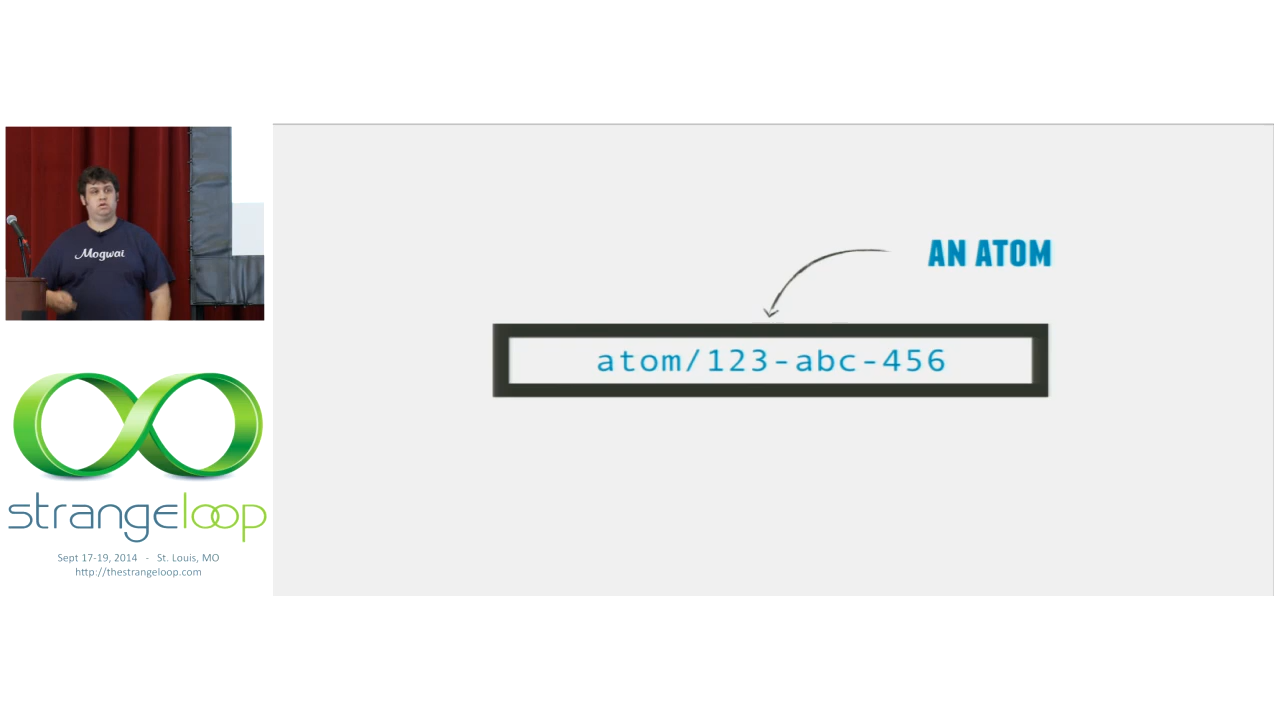 Mogwai
strangeloop
Sept 17-19, 2014 - St. Louis, MO
http://thestrangeloop.com
AN ATOM
atom/123-abc-456